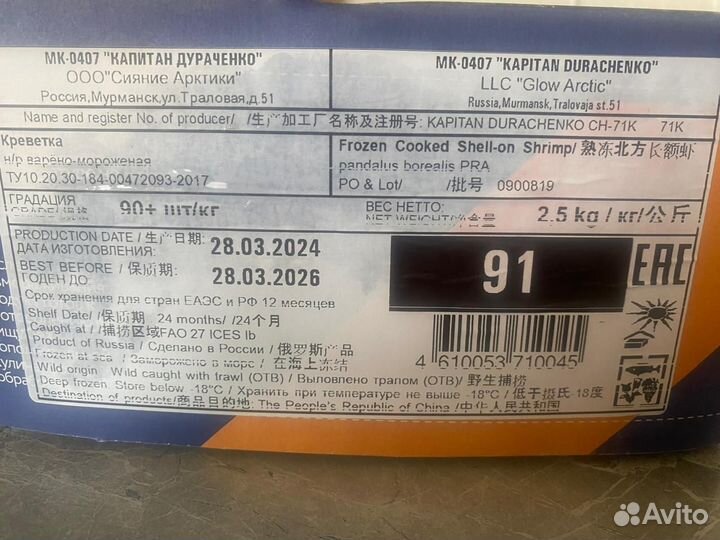 МК-0407 "КАПИТАН ДУРАЧЕНКО"
ООО"Сияние Арктики"
Россия,Мурманск,ул.Траловая,д.51
MK-0407 "KAPITAN DURACHENKO"
LLC "Glow Arctic"
Russia, Murmansk, Tralovaja st.51
Name and register No. of producer/ /生产加工厂名称及注册号: KAPITAN DURACHENKO CH-71K 71K
Креветка
н/р варёно-мороженая
ТУ10.20.30-184-00472093-2017
Frozen Cooked Shell-on Shrimp/ 熟冻北方长额虾
pandalus borealis PRA
PO & Lot/ /批号 0900819
ГРАДАЦИЯ
GRADE/规格 90+ шт/кг
ВЕС НЕТТО:
NET WEIGHT/净含量 2.5 kg / кг/公斤
PRODUCTION DATE / 生产日期:
ДАТА ИЗГОТОВЛЕНИЯ: 28.03.2024
BEST BEFORE / 保质期:
ГОДЕН ДО: 28.03.2026
Срок хранения для стран ЕАЭС и РФ 12 месяцев
Shelf Date/ /保质期 24 months/ /24个月
Caught at/ / 捕捞区域FAO 27 ICES Ib
Product of Russia / Сделано в России / 俄罗斯产品
Frozen at sea / Заморожено в море / 在海上冻结
Wild origin Wild caught with trawl (OTB) / Выловлено тралом (OTB)/ 野生捕捞
Deep frozen. Store below -18°C / Хранить при температуре не выше -18°C / 低于摄氏 18度
Destination of products/商品目的地: The People's Republic of China /中华人民共和国
91
EAC
4 610053 710045
Avito